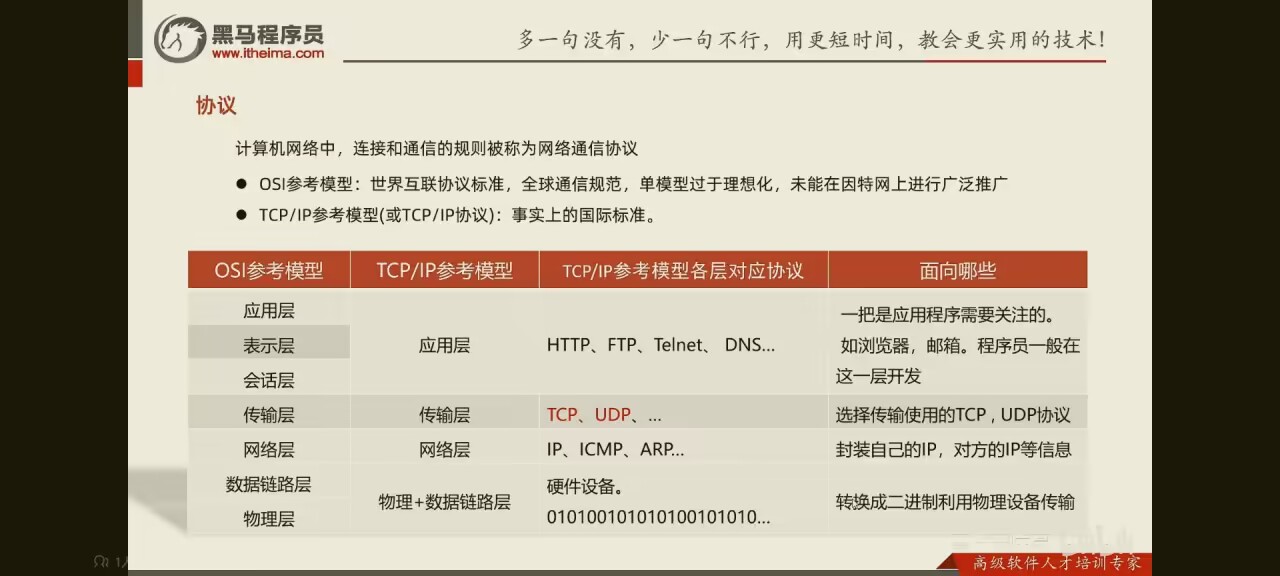 黑马程序员
www.itheima.com
多一句没有，少一句不行，用更短时间，教会更实用的技术！
协议
计算机网络中，连接和通信的规则被称为网络通信协议
● OSI参考模型：世界互联协议标准，全球通信规范，单模型过于理想化，未能在因特网上进行广泛推广
● TCP/IP参考模型(或TCP/IP协议)：事实上的国际标准。
OSI参考模型 TCP/IP参考模型 TCP/IP参考模型各层对应协议 面向哪些
应用层
表示层
会话层
应用层
HTTP、FTP、Telnet、 DNS...
一把是应用程序需要关注的。
如浏览器，邮箱。程序员一般在
这一层开发
传输层 传输层 TCP、UDP、... 选择传输使用的TCP , UDP协议
网络层 网络层 IP、ICMP、ARP... 封装自己的IP，对方的IP等信息
数据链路层
物理层
物理+数据链路层
硬件设备。
010100101010100101010...
转换成二进制利用物理设备传输
高级软件人才培训专家